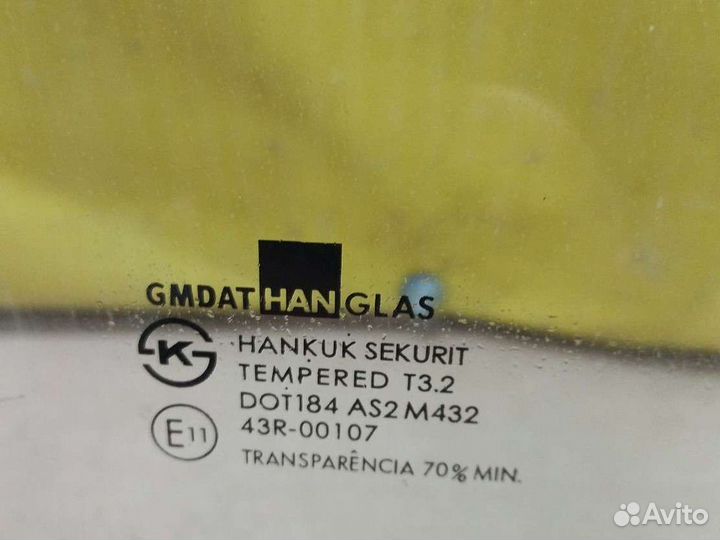 GMDAT HAN GLAS
K
HANKUK SEKURIT
TEMPERED T3.2
DOT184 AS2 M432
E11
43R-00107
TRANSPARÊNCIA 70% MIN.
Avito